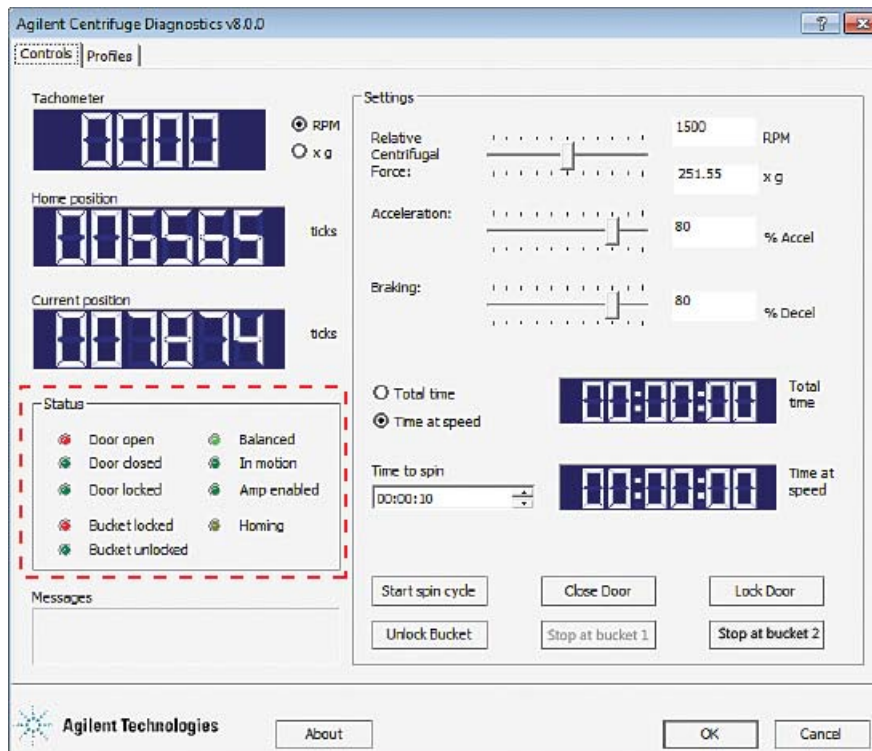 Agilent Centrifuge Diagnostics v8.0.0
Controls
Profiles
Tachometer
0000
RPM
x g
Home position
006565
ticks
Current position
007874
ticks
Status
Door open
Balanced
Door closed
In motion
Door locked
Amp enabled
Bucket locked
Homing
Bucket unlocked
Messages
Settings
Relative
Centrifugal
Force:
1500
RPM
251.55
x g
Acceleration:
80
% Accel
Braking:
80
% Decel
Total time
Time at speed
00:00:00
Total
time
Time to spin
00:00:10
00:00:00
Time at
speed
Start spin cycle
Close Door
Lock Door
Unlock Bucket
Stop at bucket 1
Stop at bucket 2
Agilent Technologies
About
OK
Cancel